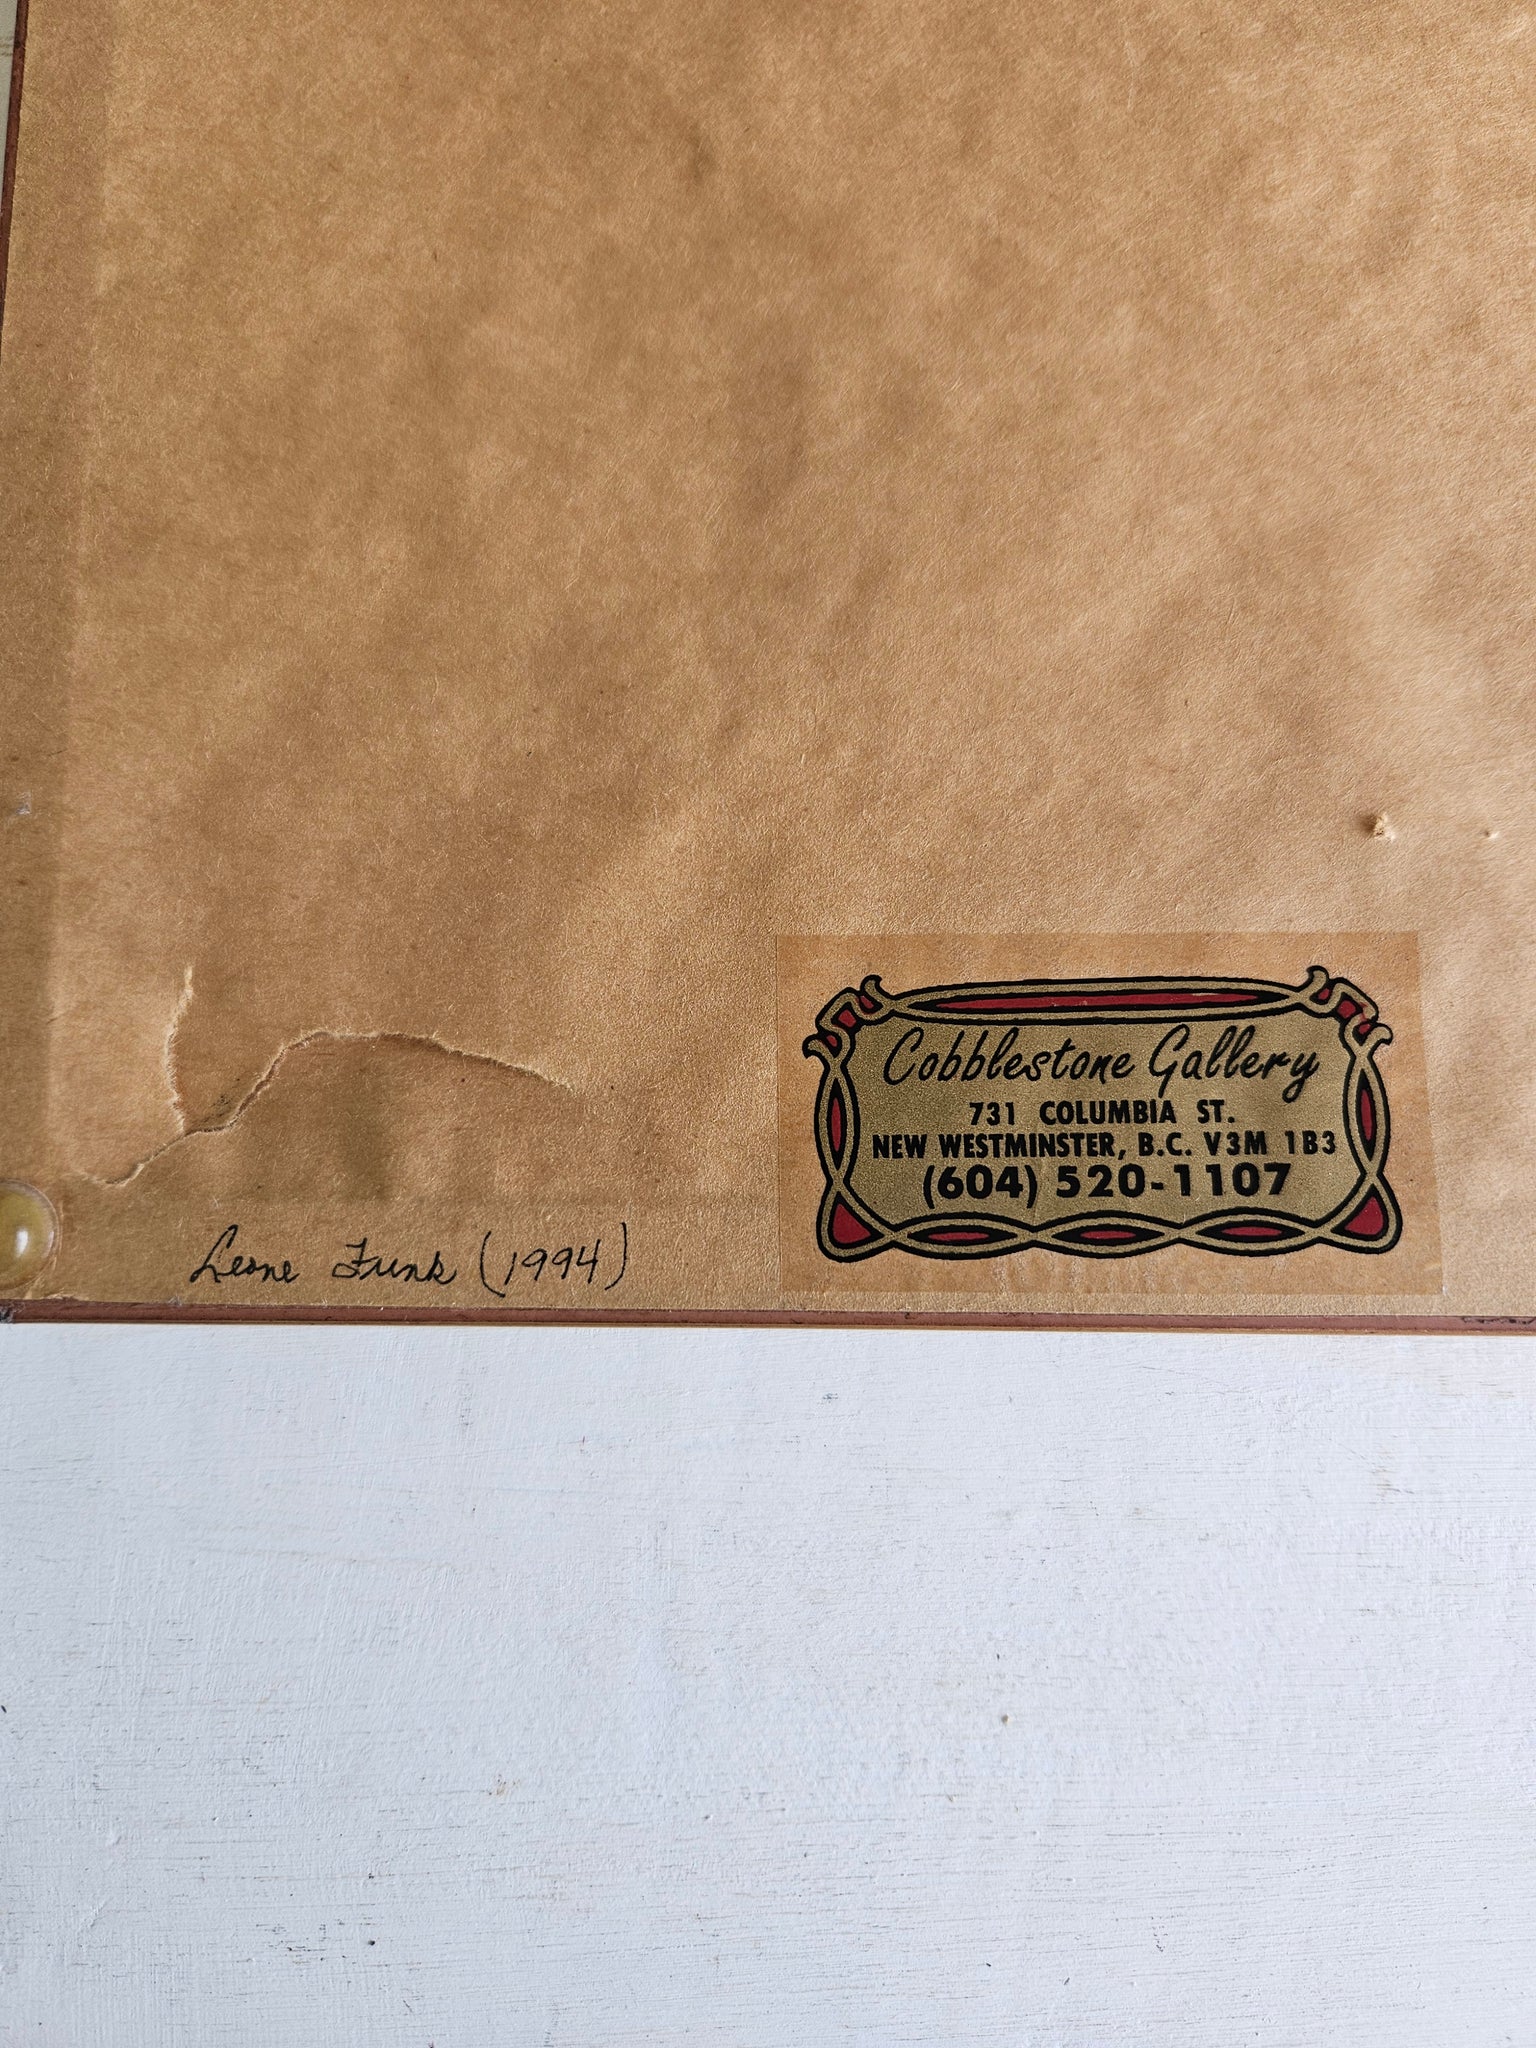 Cobblestone Gallery
731 COLUMBIA ST.
NEW WESTMINSTER, B.C. V3M 1B3
(604) 520-1107
Leone Funk (1994)